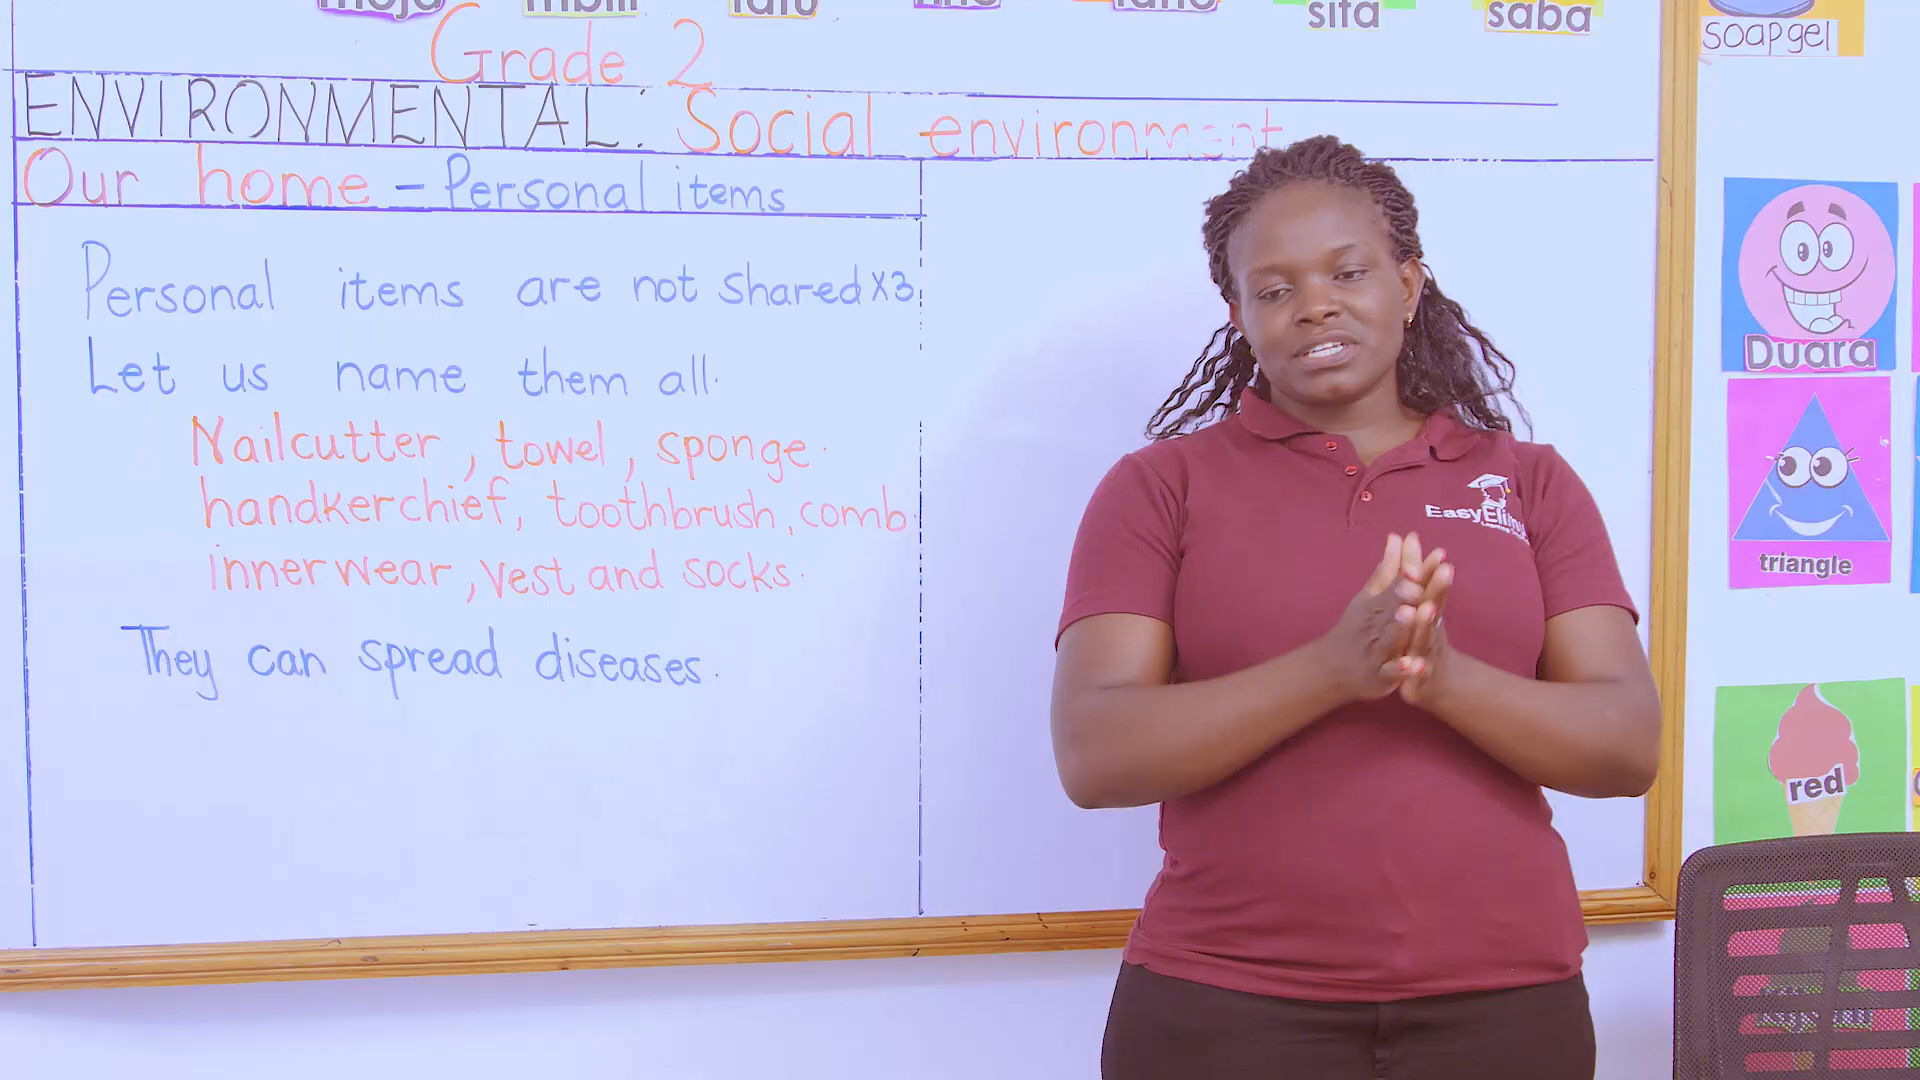 sita
saba
soapgel
Grade 2
ENVIRONMENTAL: Social environment
Our home - Personal items
Personal items are not shared x3
Let us name them all.
Nailcutter, towel, sponge.
handkerchief, toothbrush, comb.
innerwear, vest and socks.
They can spread diseases.
EasyElimu
Duara
triangle
red